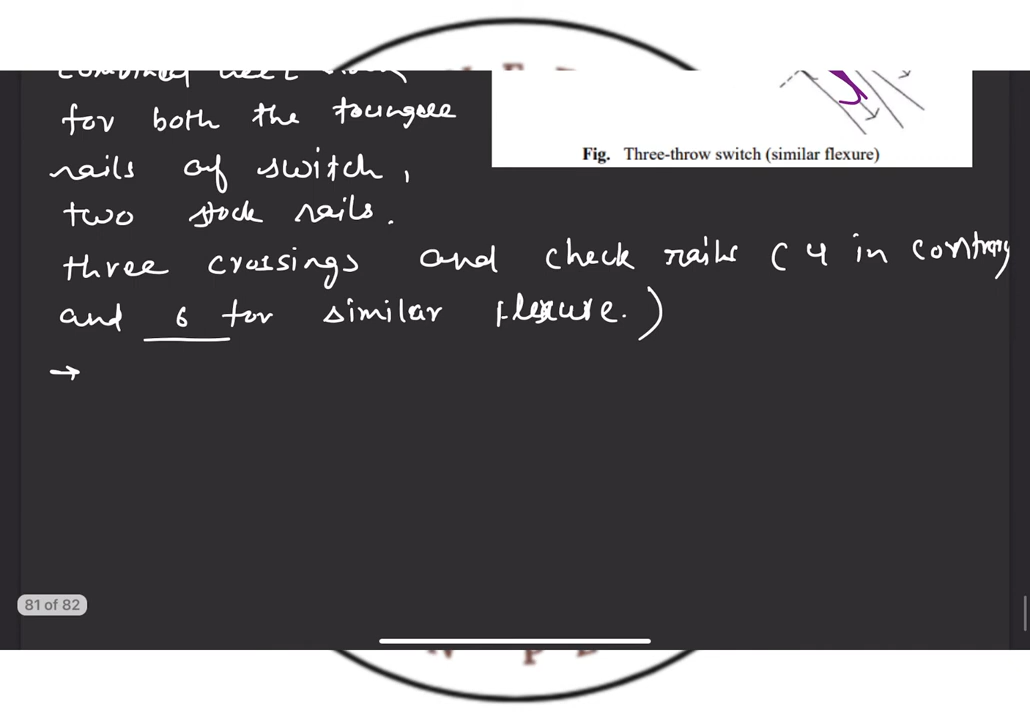 for both the toungee
Fig. Three-throw switch (similar flexure)
rails of switch,
two stock rails.
three crossings and check rails ( 4 in contrary
and 6 for similar flexure. )
→
81 of 82